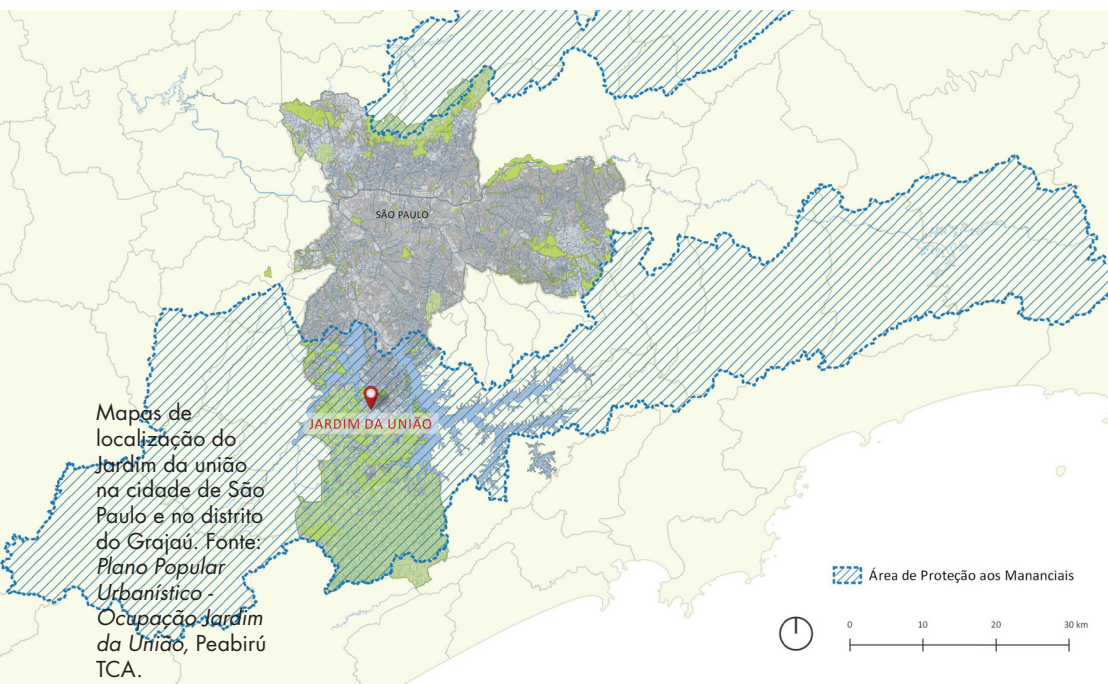 SÃO PAULO
JARDIM DA UNIÃO
Mapas de
localização do
Jardim da união
na cidade de São
Paulo e no distrito
do Grajaú. Fonte:
Plano Popular
Urbanístico -
Ocupação Jardim
da União, Peabirú
TCA.
Área de Proteção aos Mananciais
0 10 20 30 km